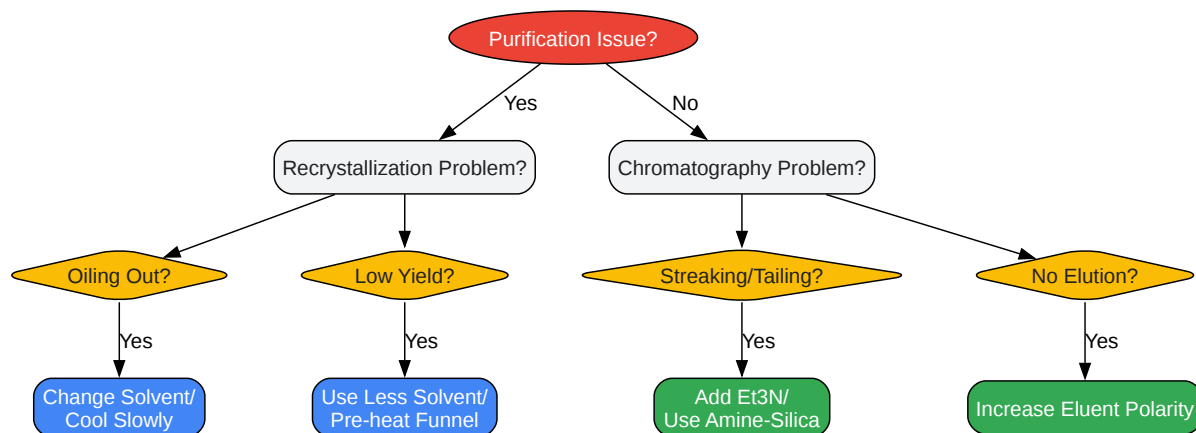 Purification Issue?
Yes
No
Recrystallization Problem?
Chromatography Problem?
Oiling Out?
Low Yield?
Streaking/Tailing?
No Elution?
Yes
Yes
Yes
Yes
Change Solvent/
Cool Slowly
Use Less Solvent/
Pre-heat Funnel
Add Et3N/
Use Amine-Silica
Increase Eluent Polarity